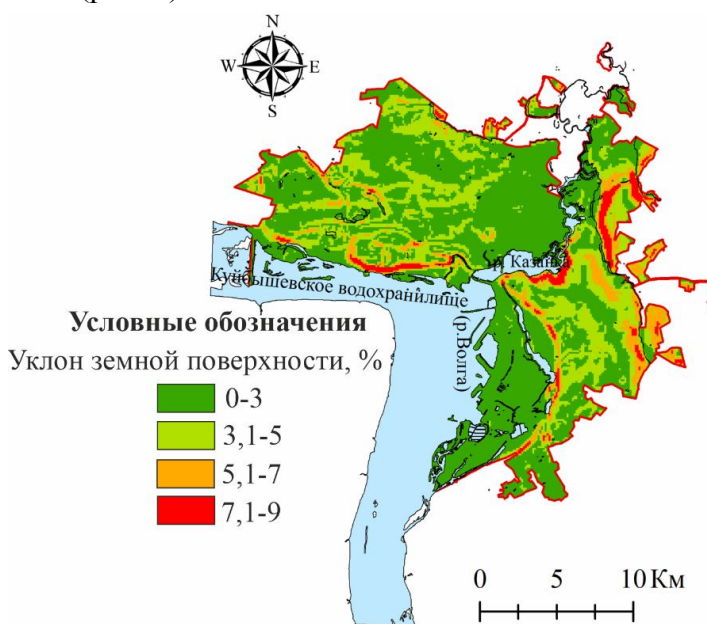 N
W
E
S
р. Казанка
Куйбышевское водохранилище
(р.Волга)
Условные обозначения
Уклон земной поверхности, %
0-3
3,1-5
5,1-7
7,1-9
0 5 10 Км